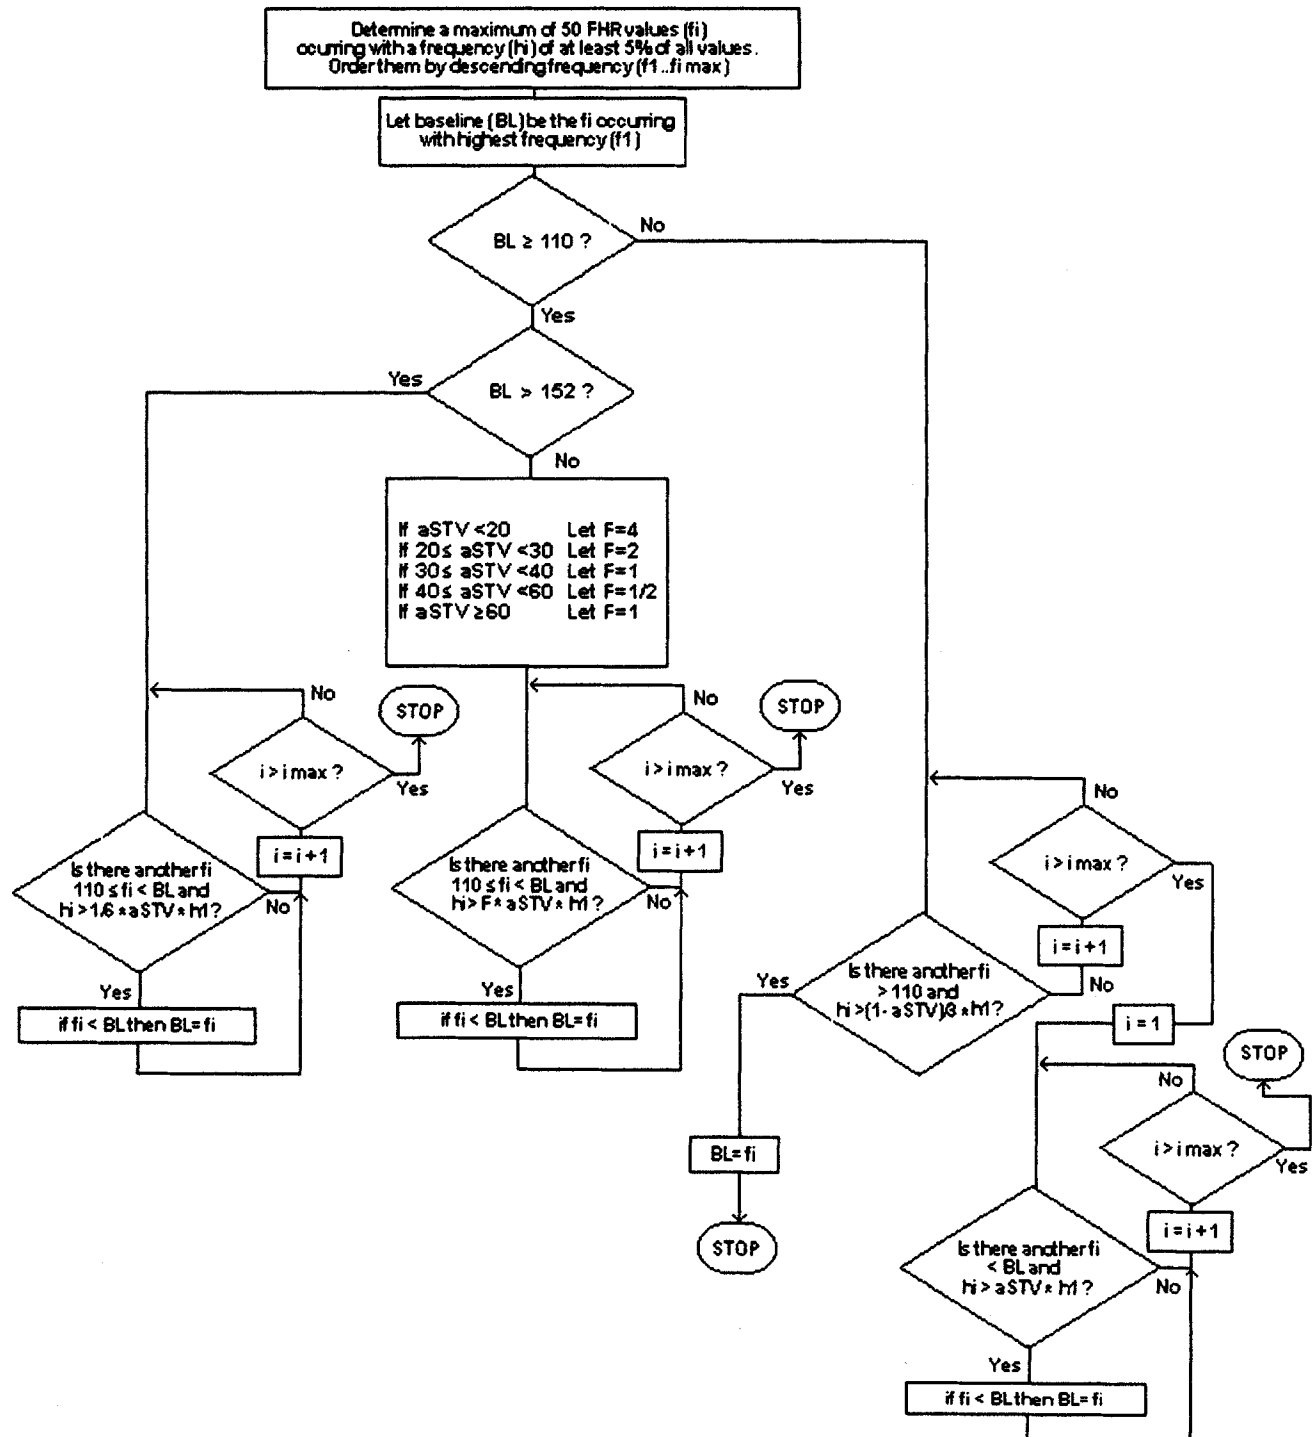 Determine a maximum of 50 FHR values (fi)
ocurring with a frequency (hi) of at least 5% of all values.
Order them by descending frequency (f1..fi max)
Let baseline (BL) be the fi occurring
with highest frequency (f1)
BL ≥ 110 ?
No
Yes
BL > 152 ?
Yes
No
If aSTV <20 Let F=4
If 20≤ aSTV <30 Let F=2
If 30≤ aSTV <40 Let F=1
If 40≤ aSTV <60 Let F=1/2
If aSTV ≥60 Let F=1
No
STOP
i > i max ?
Yes
i = i + 1
Is there another fi
110 ≤ fi < BL and
hi > 1.6 * aSTV * h1?
No
Yes
if fi < BL then BL= fi
No
STOP
i > i max ?
Yes
i = i + 1
Is there another fi
110 ≤ fi < BL and
hi > F * aSTV * h1?
No
Yes
if fi < BL then BL= fi
No
i > i max ?
Yes
i = i + 1
Is there another fi
> 110 and
hi >(1- aSTV)/3 * h1?
No
Yes
BL= fi
STOP
i = 1
No
STOP
i > i max ?
Yes
i = i + 1
Is there another fi
< BL and
hi > aSTV * h1 ?
No
Yes
if fi < BL then BL= fi